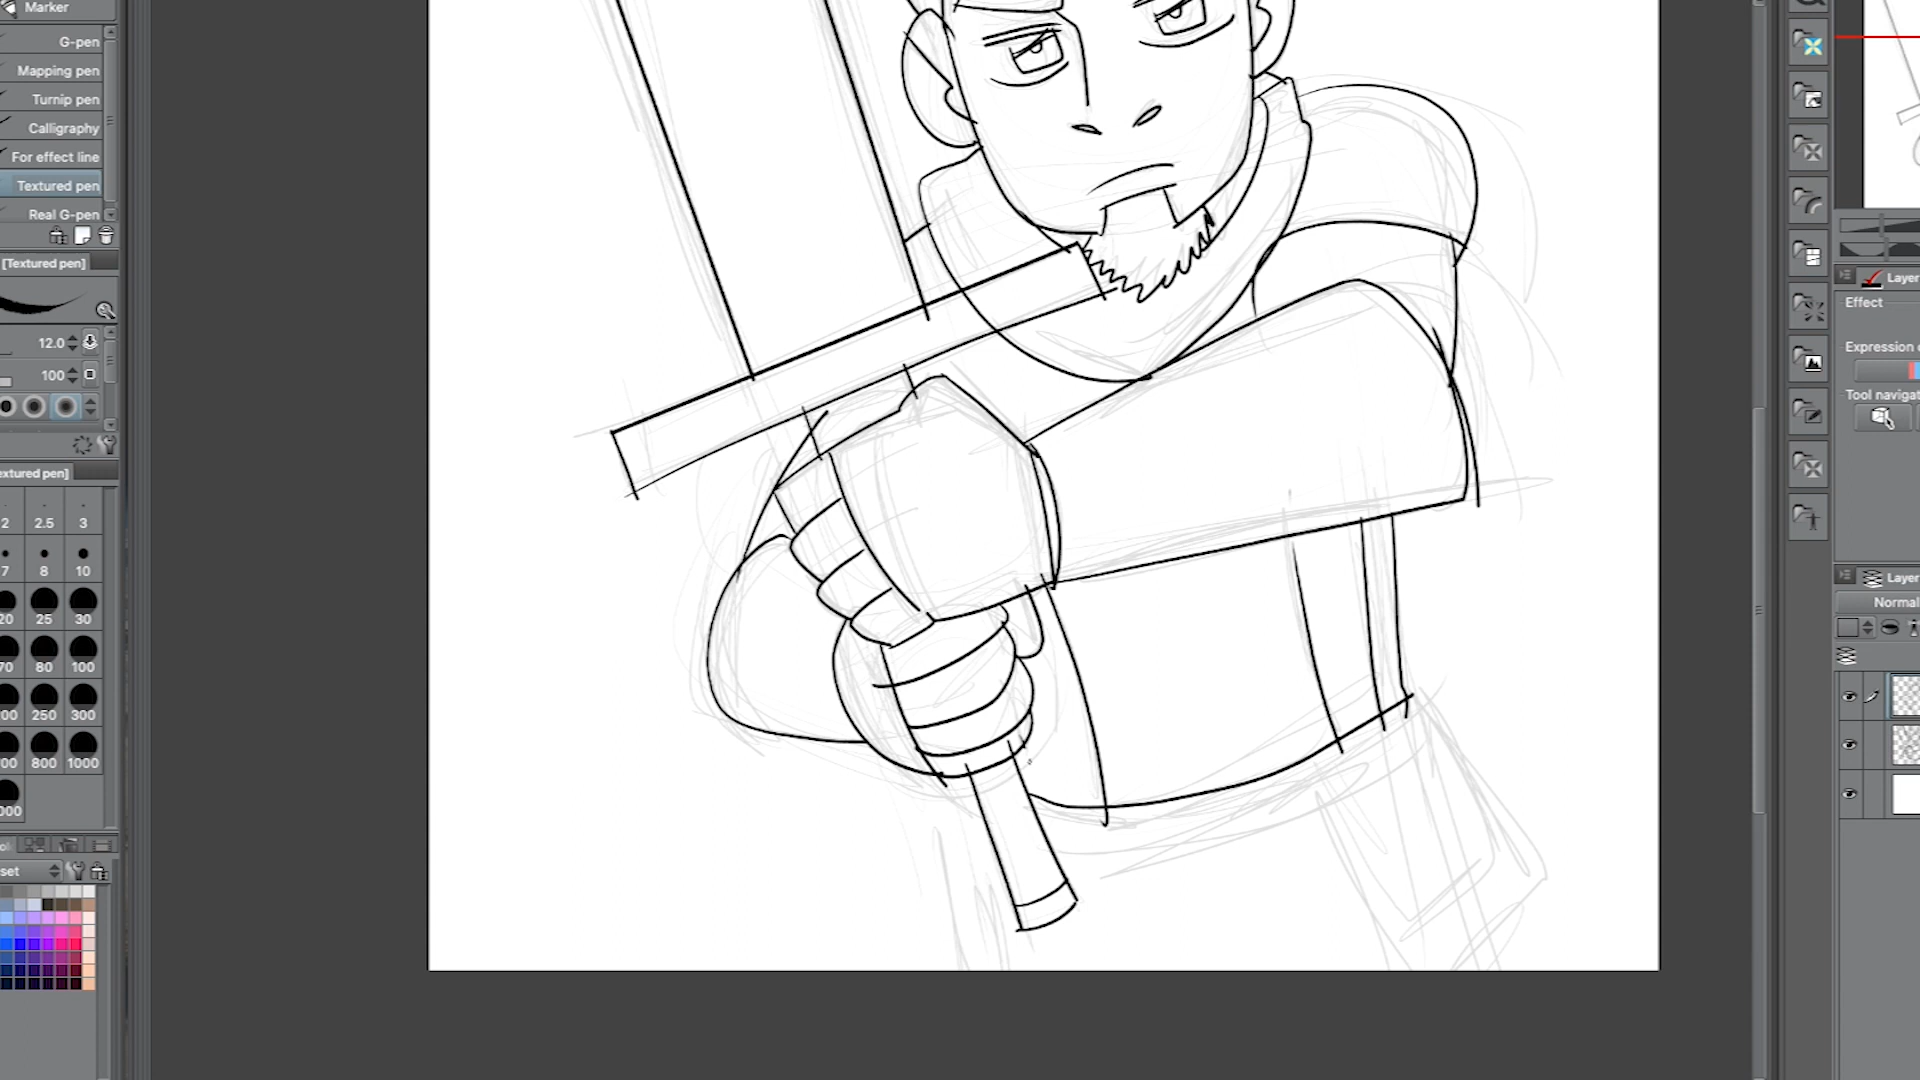 Marker
G-pen
Mapping pen
Turnip pen
Calligraphy
For effect line
Textured pen
Real G-pen
[Textured pen]
12.0
100
extured pen]
2 2.5 3
7 8 10
20 25 30
70 80 100
00 250 300
00 800 1000
000
set
Layer
Effect
Expression
Tool navigat
Layer
Normal